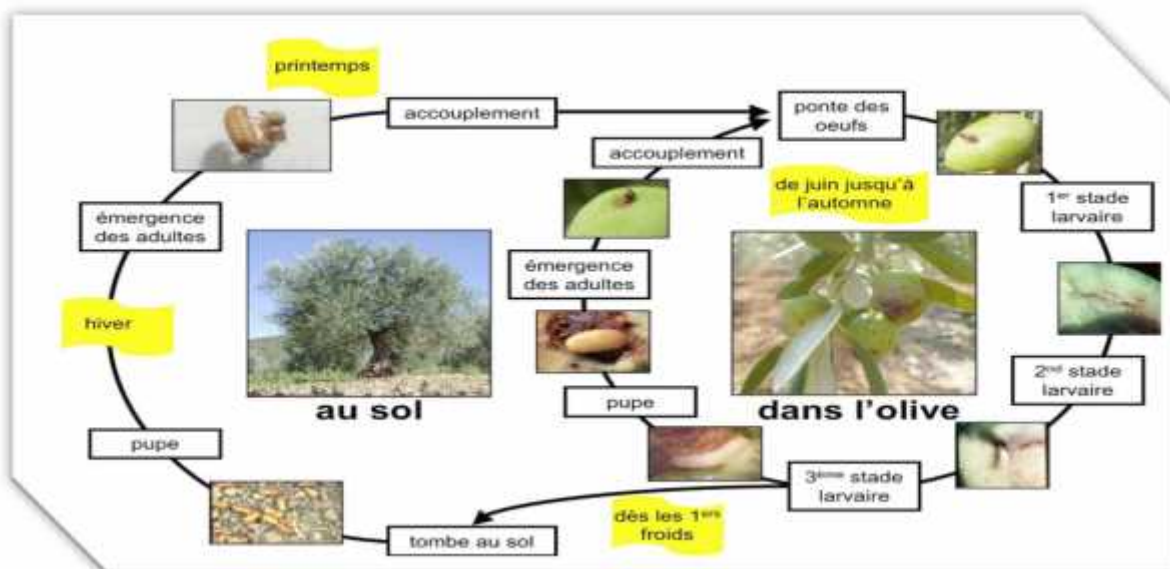 printemps
accouplement
ponte des
oeufs
accouplement
de juin jusqu'à
l'automne
1er stade
larvaire
émergence
des adultes
émergence
des adultes
hiver
2nd stade
larvaire
au sol
pupe
dans l'olive
pupe
3ème stade
larvaire
dès les 1ers
froids
tombe au sol